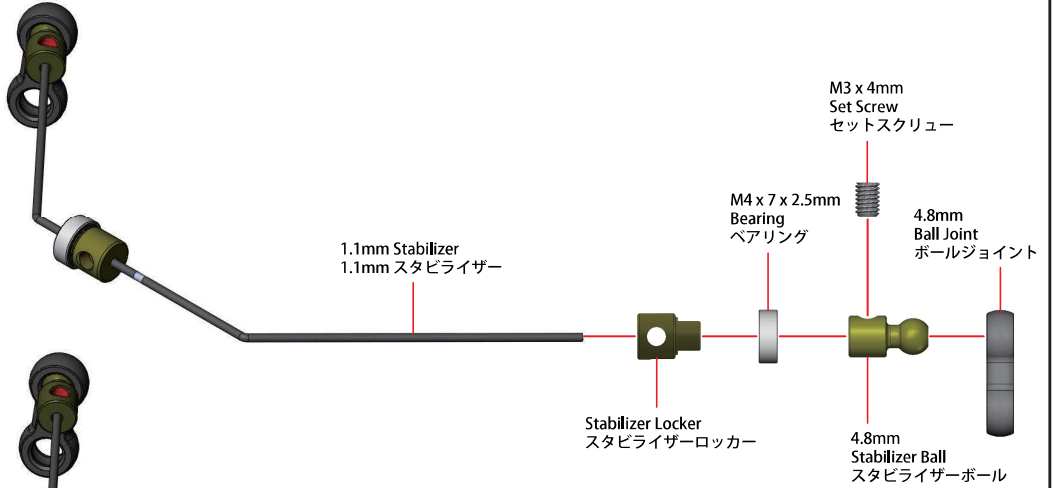 M3 x 4mm
Set Screw
セットスクリュー
M4 x 7 x 2.5mm
Bearing
ベアリング
4.8mm
Ball Joint
ボールジョイント
1.1mm Stabilizer
1.1mm スタビライザー
Stabilizer Locker
スタビライザーロッカー
4.8mm
Stabilizer Ball
スタビライザーボール